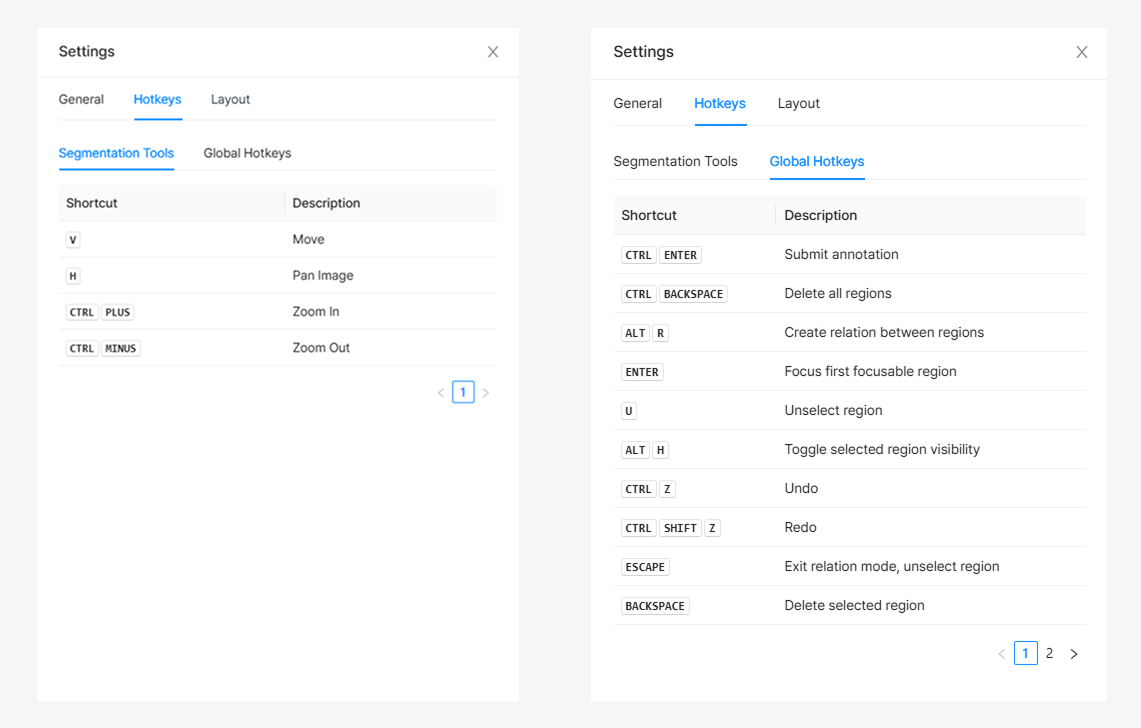 Settings
General Hotkeys Layout
Segmentation Tools Global Hotkeys
Shortcut Description
V Move
H Pan Image
CTRL PLUS Zoom In
CTRL MINUS Zoom Out
< 1 >
Settings
General Hotkeys Layout
Segmentation Tools Global Hotkeys
Shortcut Description
CTRL ENTER Submit annotation
CTRL BACKSPACE Delete all regions
ALT R Create relation between regions
ENTER Focus first focusable region
U Unselect region
ALT H Toggle selected region visibility
CTRL Z Undo
CTRL SHIFT Z Redo
ESCAPE Exit relation mode, unselect region
BACKSPACE Delete selected region
< 1 2 >